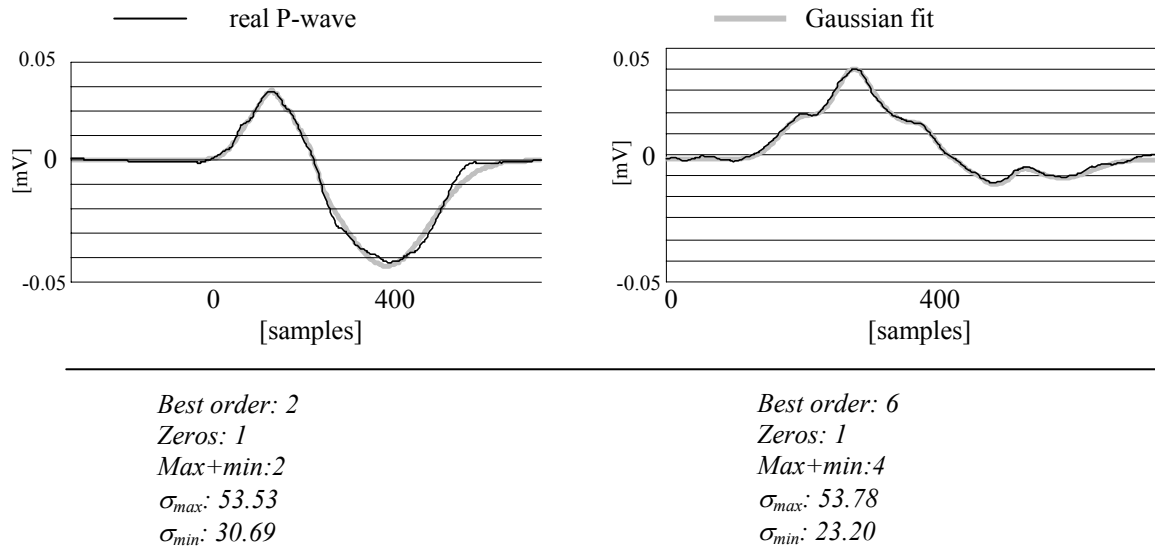 real P-wave
Gaussian fit
0.05
0
-0.05
[mV]
0 400
[samples]
0.05
0
-0.05
[mV]
0 400
[samples]
Best order: 2
Zeros: 1
Max+min:2
σmax: 53.53
σmin: 30.69
Best order: 6
Zeros: 1
Max+min:4
σmax: 53.78
σmin: 23.20